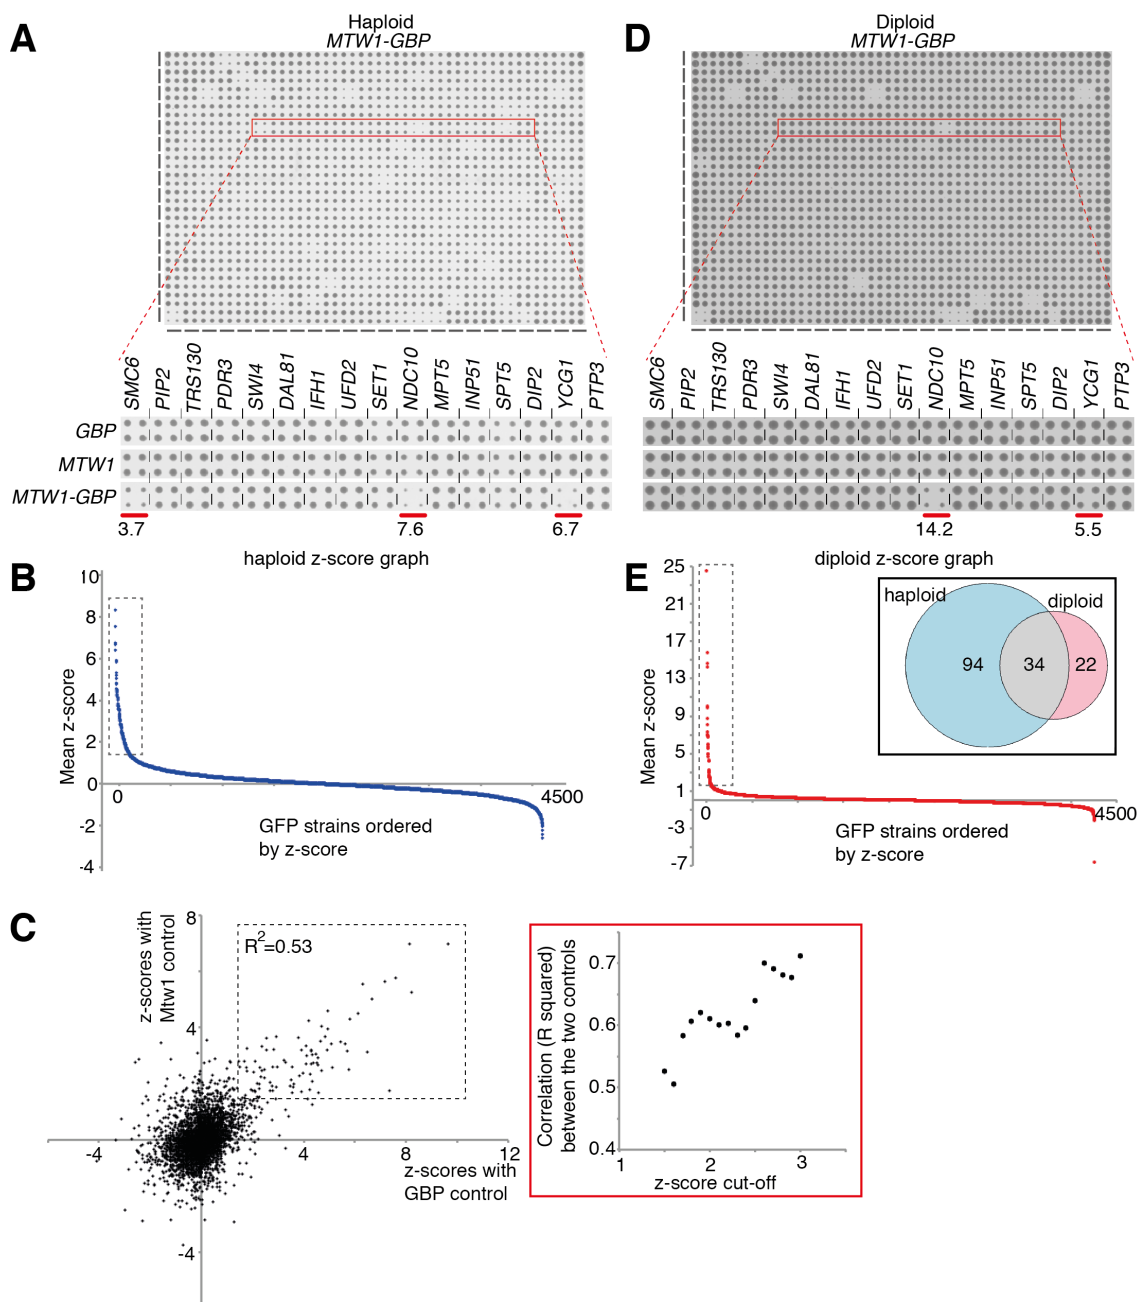 A
Haploid
MTW1-GBP
SMC6 PIP2 TRS130 PDR3 SWI4 DAL81 IFH1 UFD2 SET1 NDC10 MPT5 INP51 SPT5 DIP2 YCG1 PTP3
GBP
MTW1
MTW1-GBP
3.7 7.6 6.7
D
Diploid
MTW1-GBP
SMC6 PIP2 TRS130 PDR3 SWI4 DAL81 IFH1 UFD2 SET1 NDC10 MPT5 INP51 SPT5 DIP2 YCG1 PTP3
14.2 5.5
B
haploid z-score graph
Mean z-score
10
8
6
4
2
0
-2
-4
0 4500
GFP strains ordered
by z-score
E
diploid z-score graph
Mean z-score
25
21
17
13
9
5
1
-3
-7
0 4500
GFP strains ordered
by z-score
haploid
diploid
94 34 22
C
z-scores with
Mtw1 control
8
4
-4
R2=0.53
-4 4 8 12
z-scores with
GBP control
Correlation (R squared)
between the two controls
0.7
0.6
0.5
0.4
1 2 3
z-score cut-off